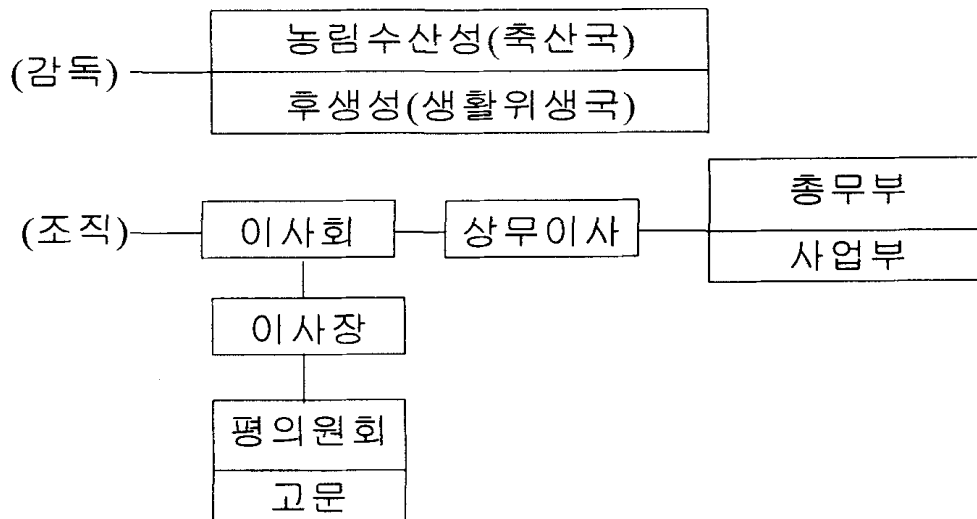 농림수산성(축산국)
(감독)
후생성(생활위생국)
총무부
(조직) 이사회 상무이사
사업부
이사장
평의원회
고문